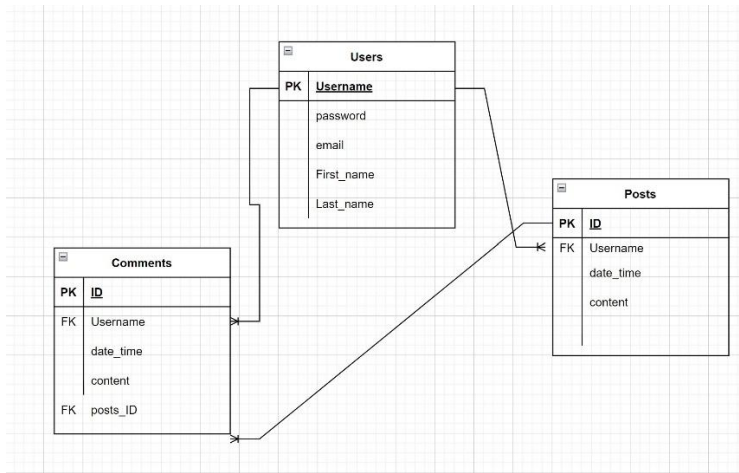 Users
PK Username
password
email
First_name
Last_name
Posts
PK ID
FK Username
date_time
content
Comments
PK ID
FK Username
date_time
content
FK posts_ID